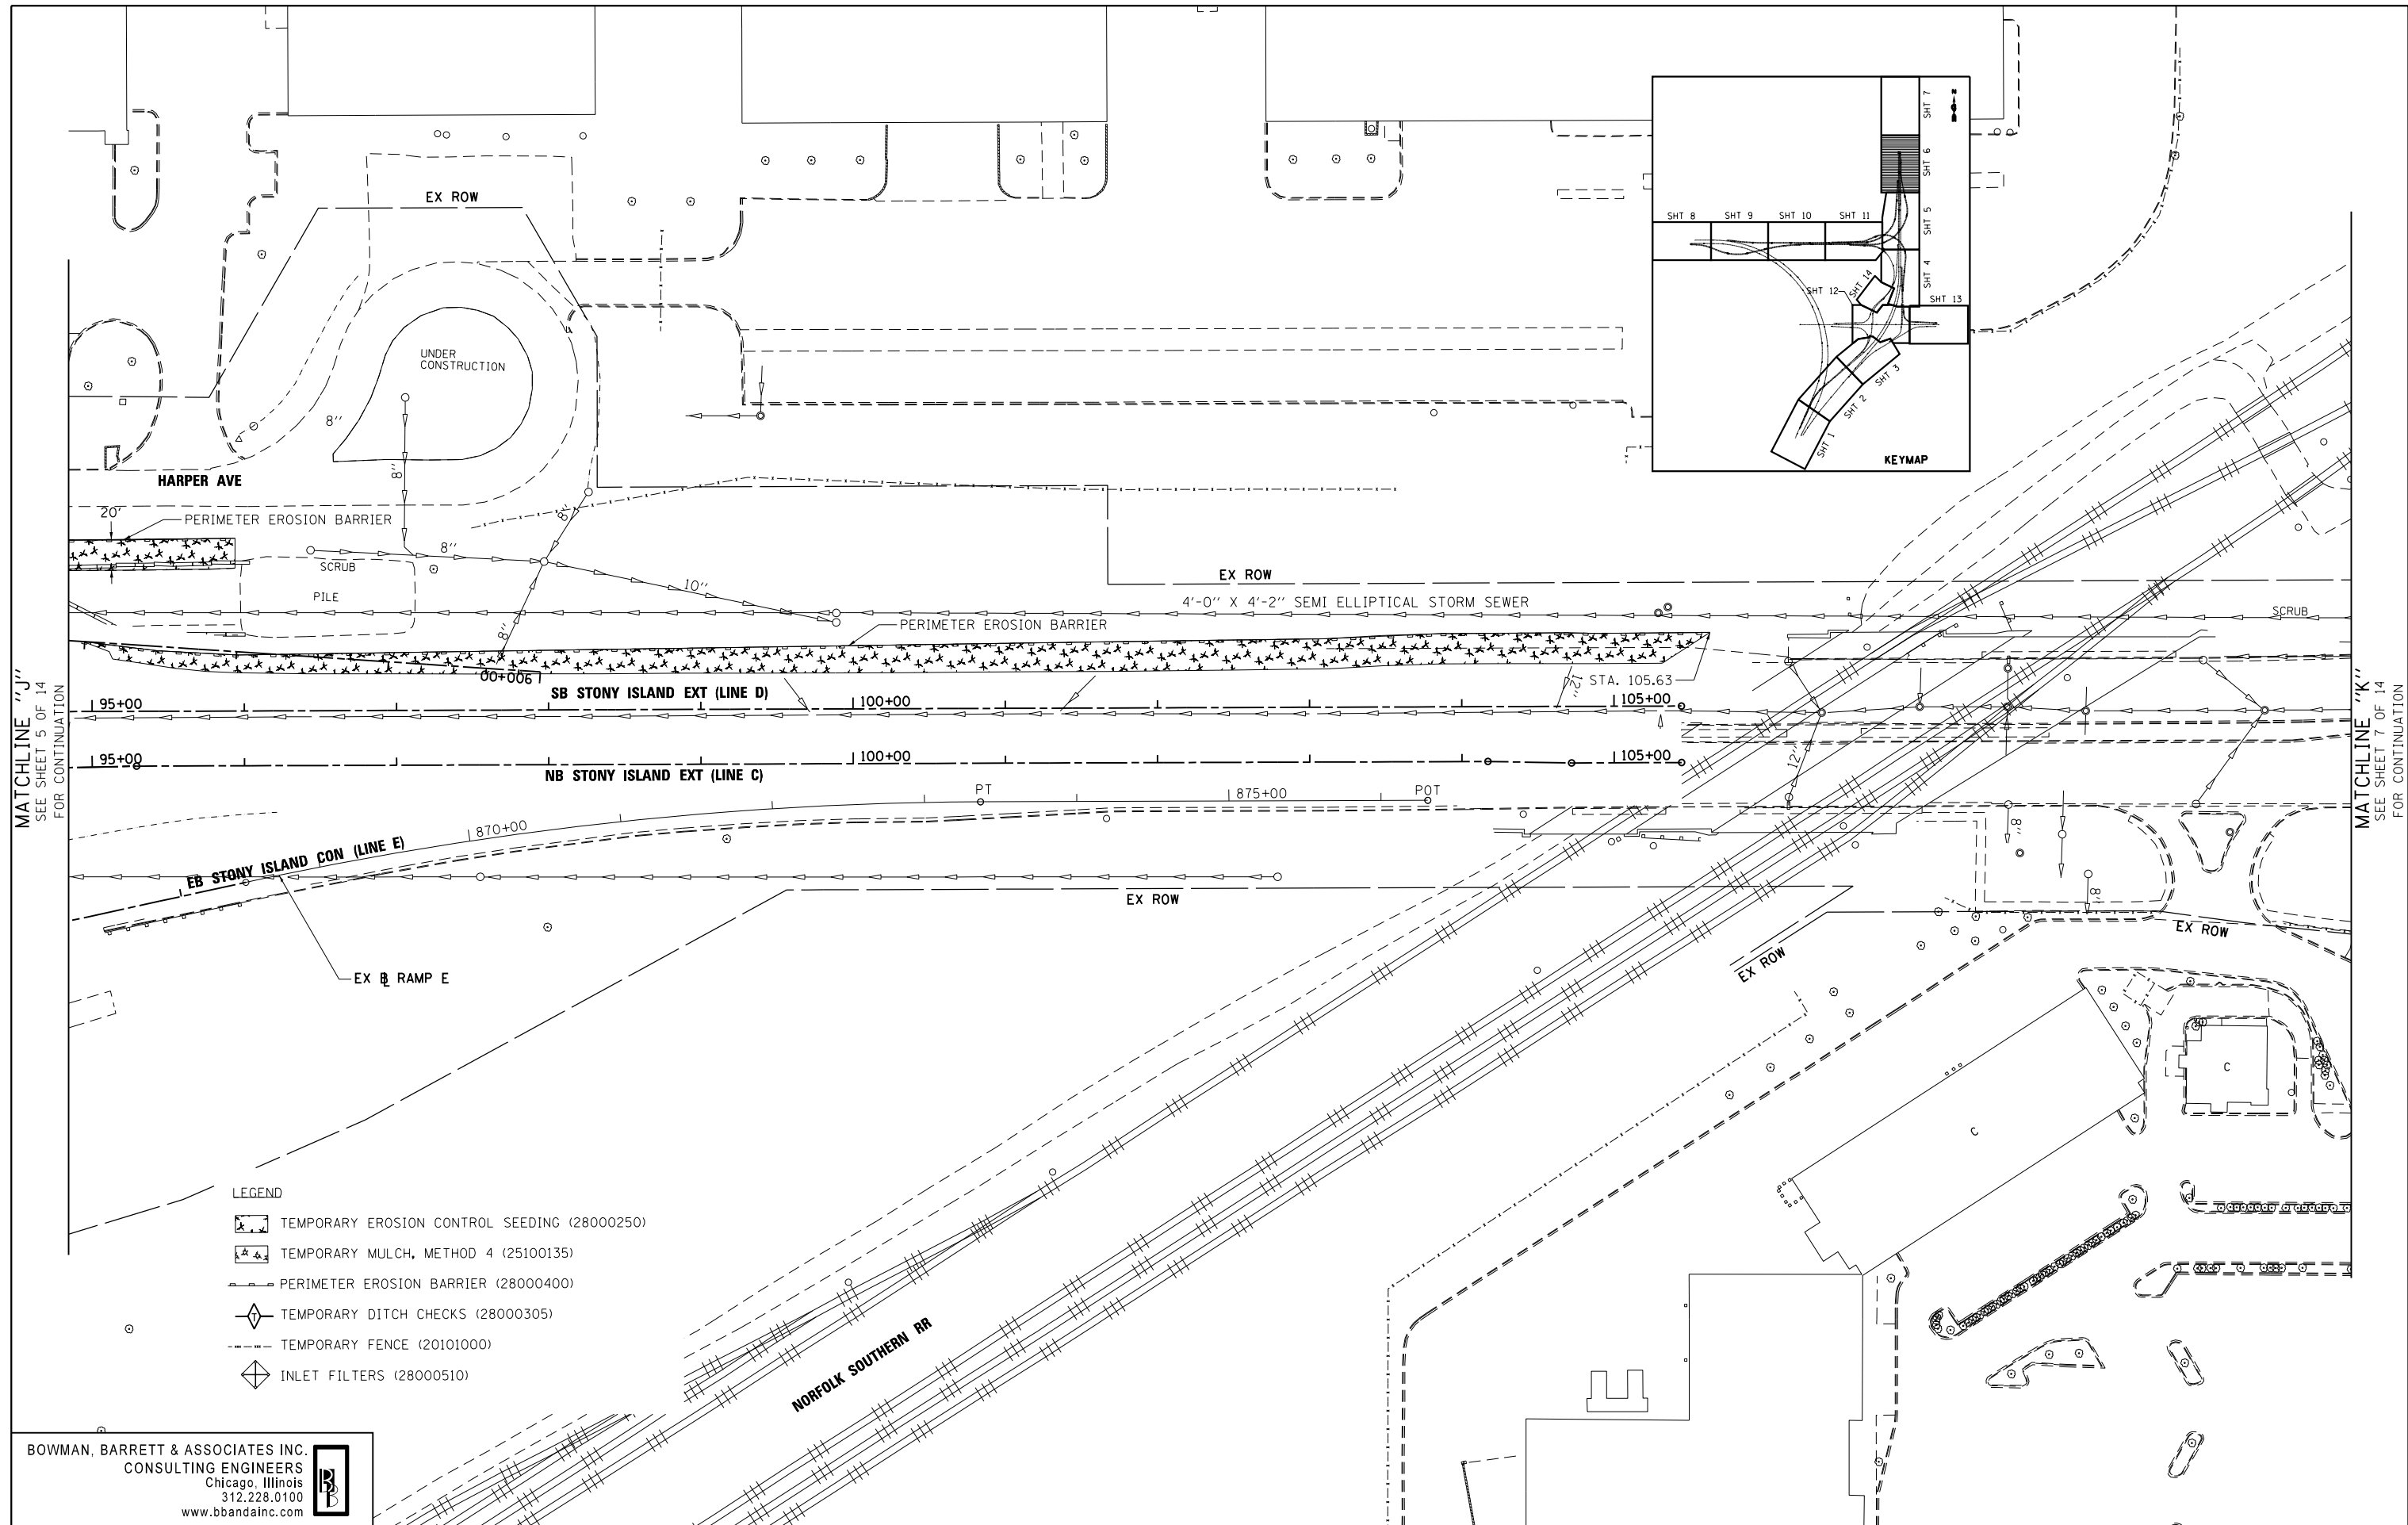 EX ROW
UNDER
CONSTRUCTION
8"
8"
8"
HARPER AVE
20'
PERIMETER EROSION BARRIER
8"
SCRUB
PILE
10"
8"
EX ROW
4'-0" X 4'-2" SEMI ELLIPTICAL STORM SEWER
SCRUB
PERIMETER EROSION BARRIER
900+00
SB STONY ISLAND EXT (LINE D)
12"
STA. 105.63
95+00
100+00
105+00
95+00
100+00
105+00
NB STONY ISLAND EXT (LINE C)
12"
PT
875+00
POT
870+00
EB STONY ISLAND CON (LINE E)
8"
8"
EX ROW
EX ROW
EX ROW
EX B̲L RAMP E
C
C
NORFOLK SOUTHERN RR
MATCHLINE "J"
SEE SHEET 5 OF 14
FOR CONTINUATION
MATCHLINE "K"
SEE SHEET 7 OF 14
FOR CONTINUATION
SHT 7
N
SHT 6
SHT 8
SHT 9
SHT 10
SHT 11
SHT 5
SHT 4
SHT 12
SHT 14
SHT 13
SHT 3
SHT 2
SHT 1
KEYMAP
LEGEND
TEMPORARY EROSION CONTROL SEEDING (28000250)
TEMPORARY MULCH, METHOD 4 (25100135)
PERIMETER EROSION BARRIER (28000400)
T
TEMPORARY DITCH CHECKS (28000305)
TEMPORARY FENCE (20101000)
INLET FILTERS (28000510)
BOWMAN, BARRETT & ASSOCIATES INC.
CONSULTING ENGINEERS
Chicago, Illinois
312.228.0100
www.bbandainc.com